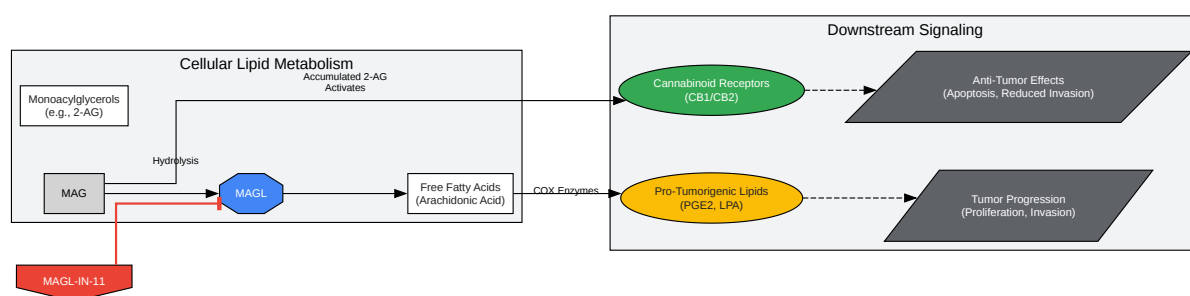 Downstream Signaling
Cellular Lipid Metabolism
Accumulated 2-AG
Activates
Monoacylglycerols
(e.g., 2-AG)
Cannabinoid Receptors
(CB1/CB2)
Anti-Tumor Effects
(Apoptosis, Reduced Invasion)
Hydrolysis
MAG
MAGL
Free Fatty Acids
(Arachidonic Acid)
COX Enzymes
Pro-Tumorigenic Lipids
(PGE2, LPA)
Tumor Progression
(Proliferation, Invasion)
MAGL-IN-11